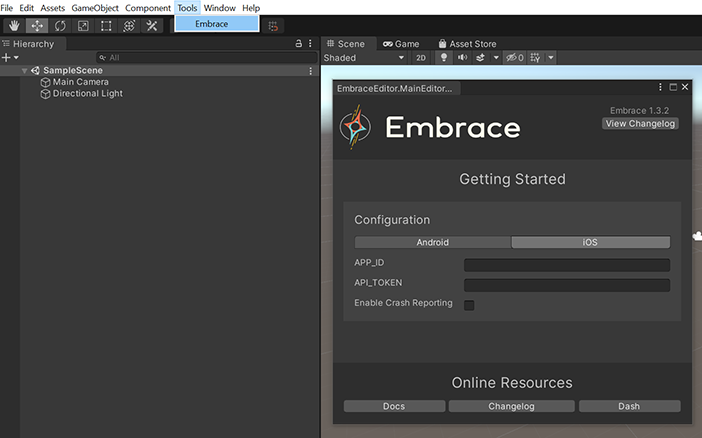 File Edit Assets GameObject Component Tools Window Help
Embrace
Hierarchy
All
SampleScene
Main Camera
Directional Light
Scene Game Asset Store
Shaded 2D 0
EmbraceEditor.MainEditor...
Embrace
Embrace 1.3.2
View Changelog
Getting Started
Configuration
Android iOS
APP_ID
API_TOKEN
Enable Crash Reporting
Online Resources
Docs Changelog Dash